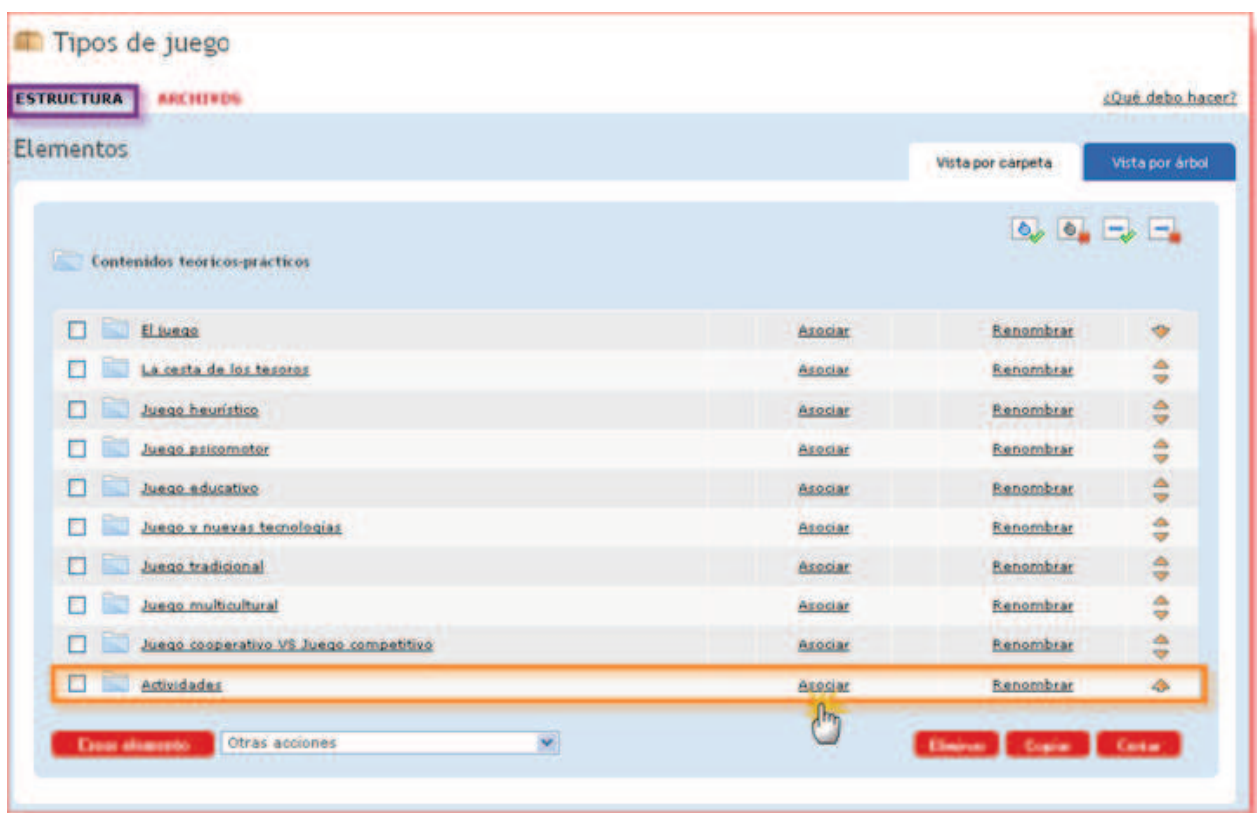 Tipos de juego
ESTRUCTURA ARCHIVOS ¿Qué debo hacer?
Elementos Vista por carpeta Vista por árbol
Contenidos teóricos-prácticos
El juego Asociar Renombrar
La cesta de los tesoros Asociar Renombrar
Juego heurístico Asociar Renombrar
Juego psicomotor Asociar Renombrar
Juego educativo Asociar Renombrar
Juego y nuevas tecnologías Asociar Renombrar
Juego tradicional Asociar Renombrar
Juego multicultural Asociar Renombrar
Juego cooperativo VS Juego competitivo Asociar Renombrar
Actividades Asociar Renombrar
Crear elemento Otras acciones Eliminar Copiar Cortar